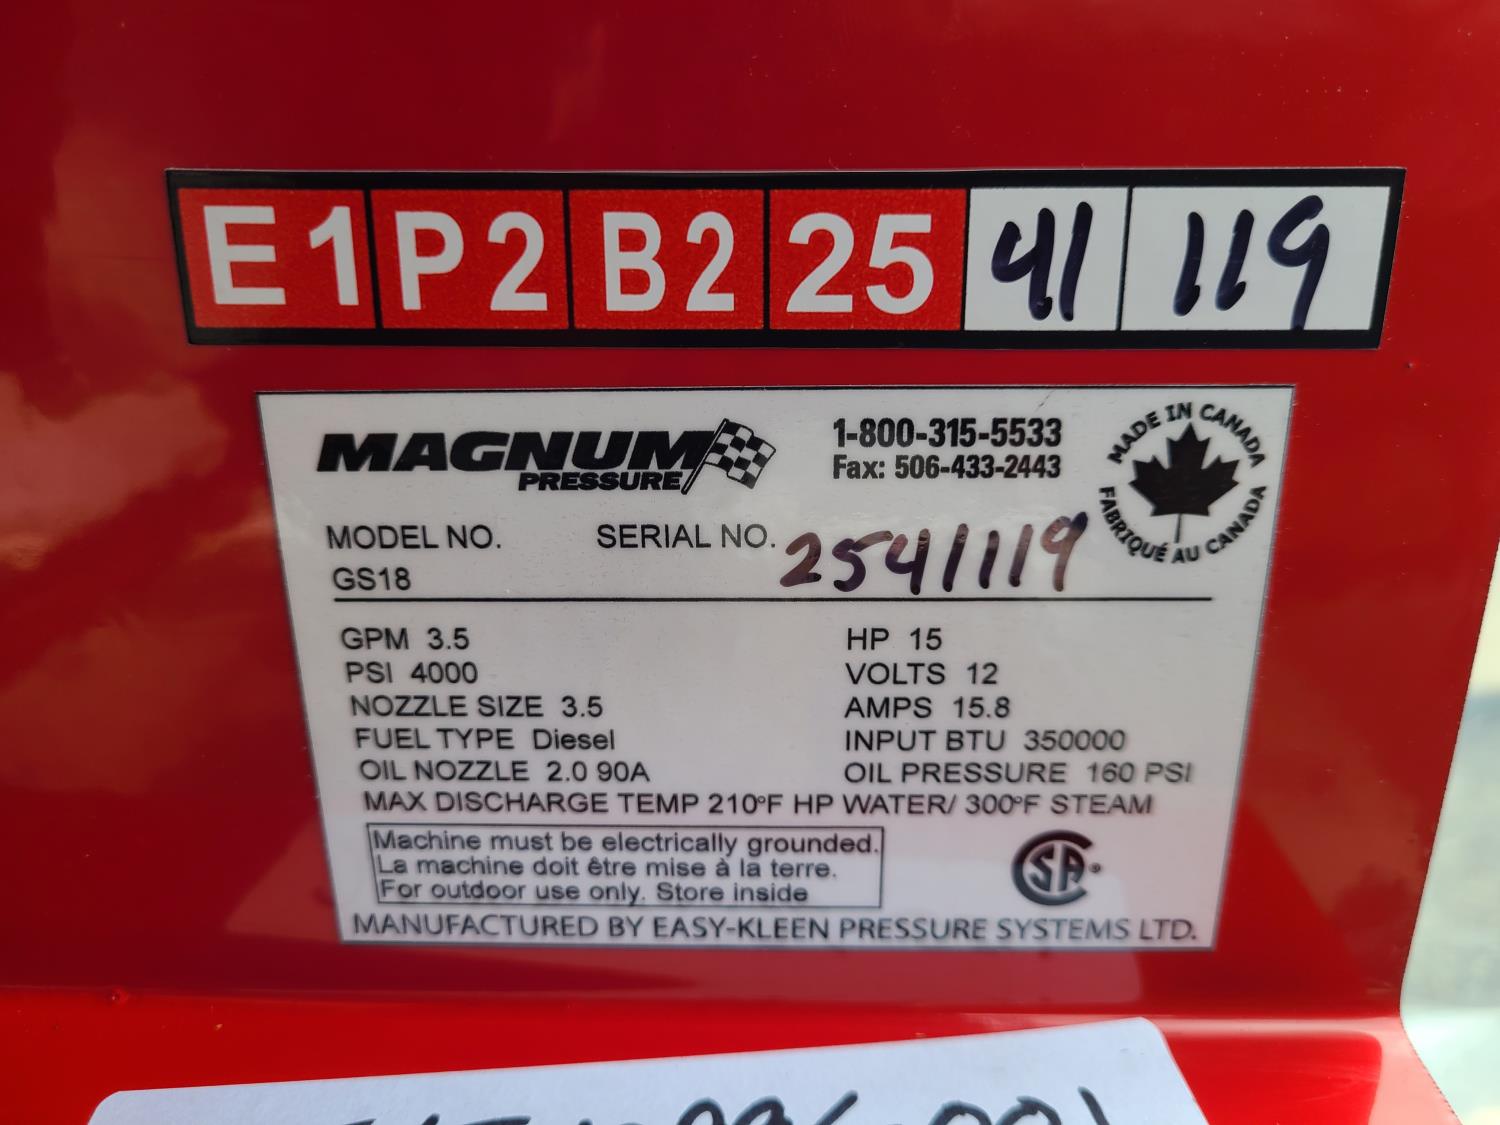 E1 P2 B2 25 41 119
MAGNUM
PRESSURE
1-800-315-5533
Fax: 506-433-2443
MADE IN CANADA
FABRIQUÉ AU CANADA
MODEL NO. SERIAL NO. 2541119
GS18
GPM 3.5 HP 15
PSI 4000 VOLTS 12
NOZZLE SIZE 3.5 AMPS 15.8
FUEL TYPE Diesel INPUT BTU 350000
OIL NOZZLE 2.0 90A OIL PRESSURE 160 PSI
MAX DISCHARGE TEMP 210°F HP WATER/ 300°F STEAM
Machine must be electrically grounded.
La machine doit être mise à la terre.
For outdoor use only. Store inside
CSA®
MANUFACTURED BY EASY-KLEEN PRESSURE SYSTEMS LTD.